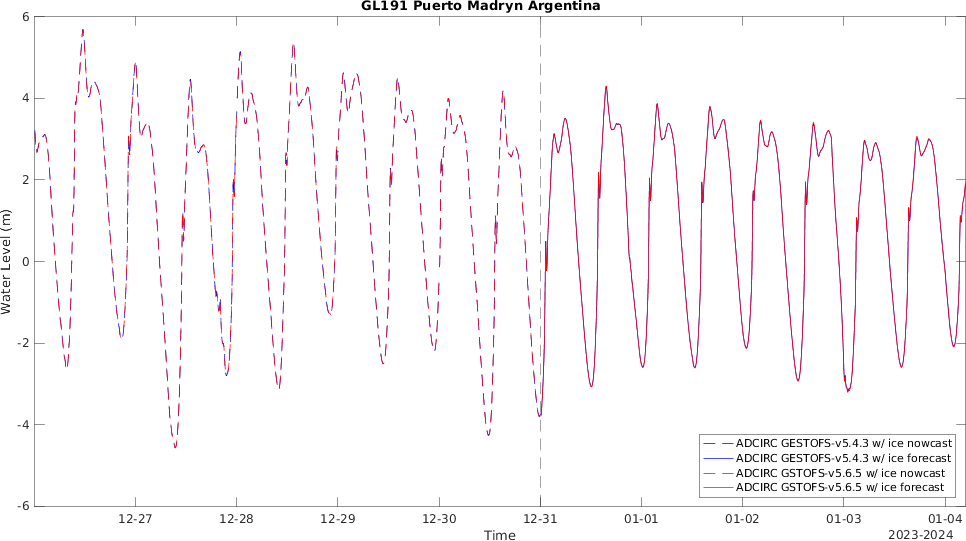 GL191 Puerto Madryn Argentina
6
4
2
0
-2
-4
-6
Water Level (m)
12-27
12-28
12-29
12-30
12-31
01-01
01-02
01-03
01-04
Time
2023-2024
ADCIRC GESTOFS-v5.4.3 w/ ice nowcast
ADCIRC GESTOFS-v5.4.3 w/ ice forecast
ADCIRC GSTOFS-v5.6.5 w/ ice nowcast
ADCIRC GSTOFS-v5.6.5 w/ ice forecast